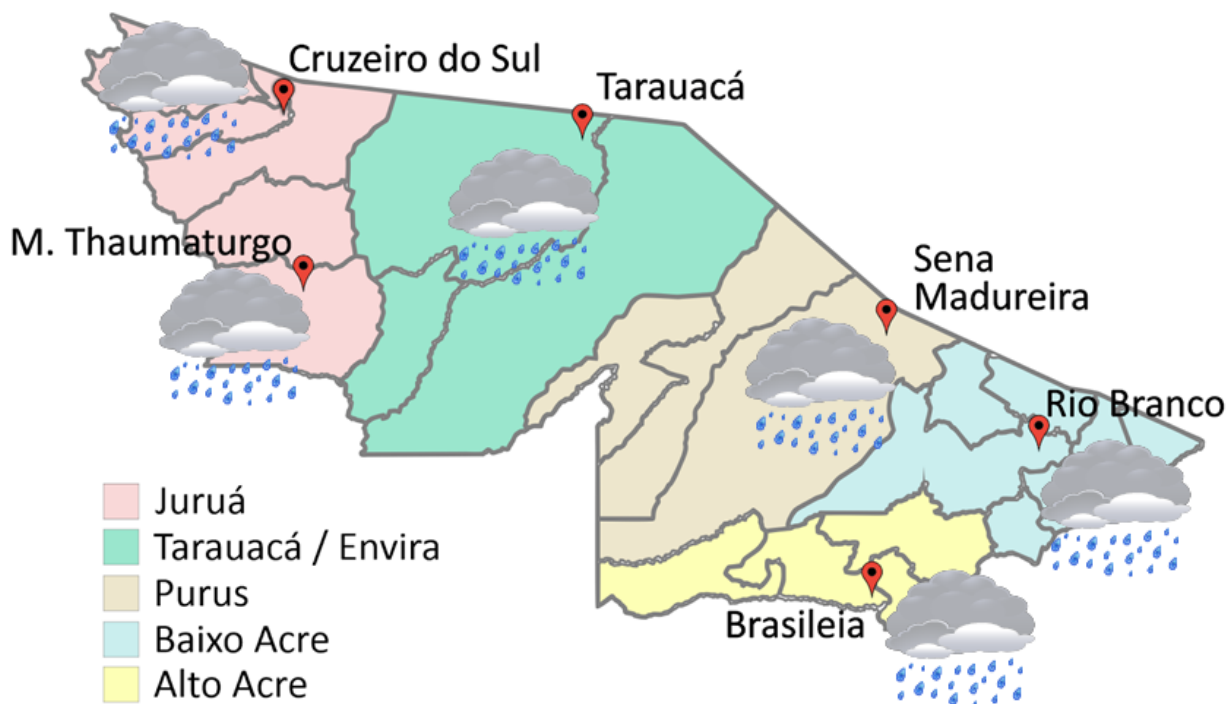 Cruzeiro do Sul
Tarauacá
M. Thaumaturgo
Sena
Madureira
Rio Branco
Brasileia
Juruá
Tarauacá / Envira
Purus
Baixo Acre
Alto Acre